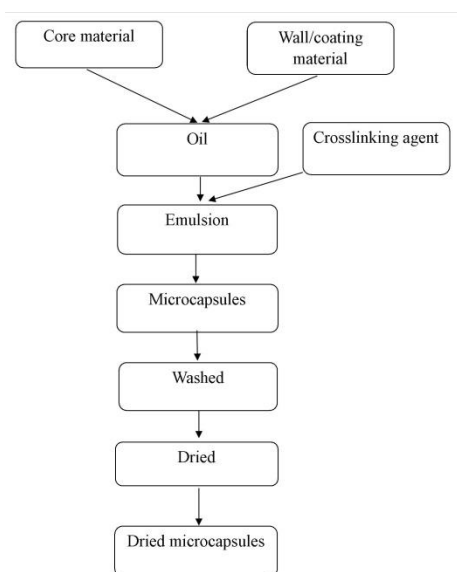 Core material
Wall/coating
material
Oil
Crosslinking agent
Emulsion
Microcapsules
Washed
Dried
Dried microcapsules